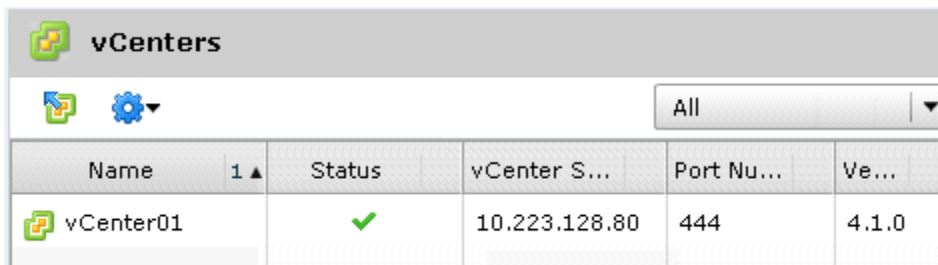 vCenters
All
Name 1 Status vCenter S... Port Nu... Ve...
vCenter01 10.223.128.80 444 4.1.0